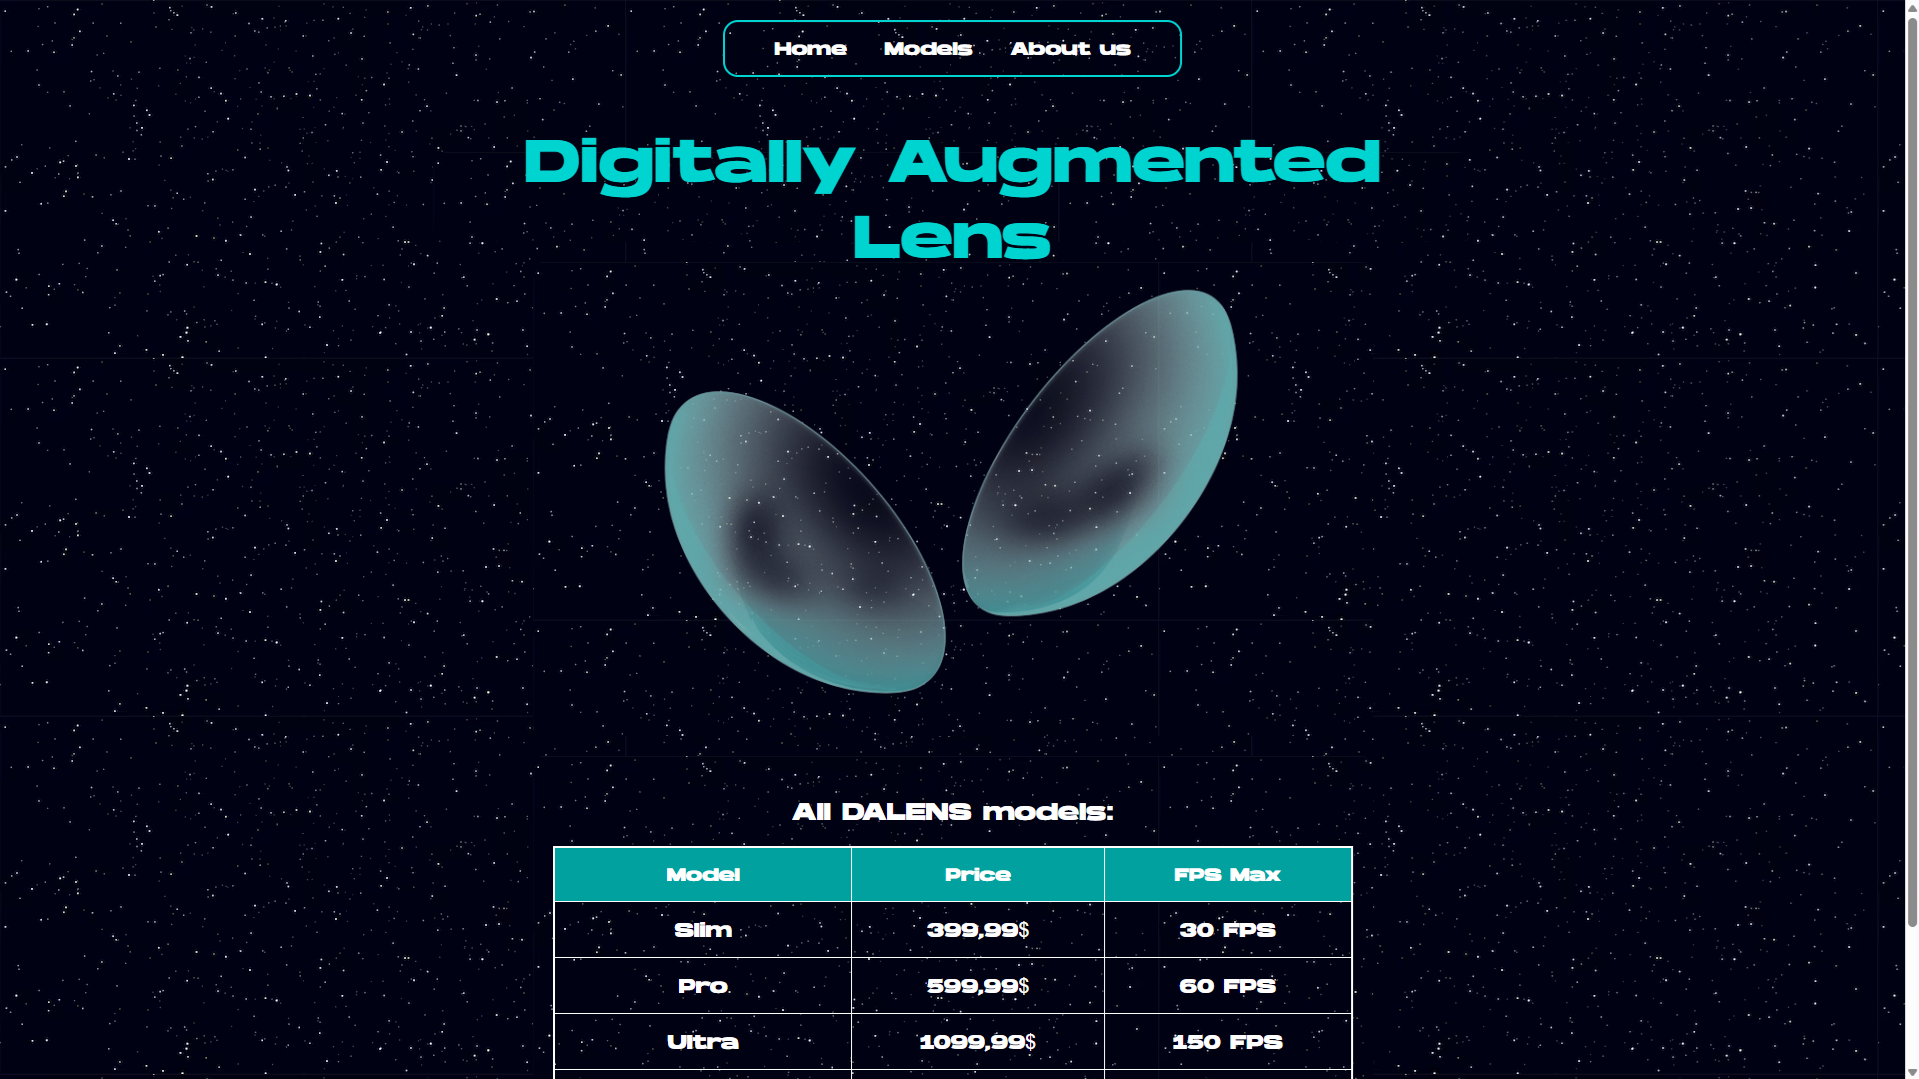 Home Models About us
Digitally Augmented
Lens
All DALENS models:
Model Price FPS Max
Slim 399,99$ 30 FPS
Pro 599,99$ 60 FPS
Ultra 1099,99$ 150 FPS